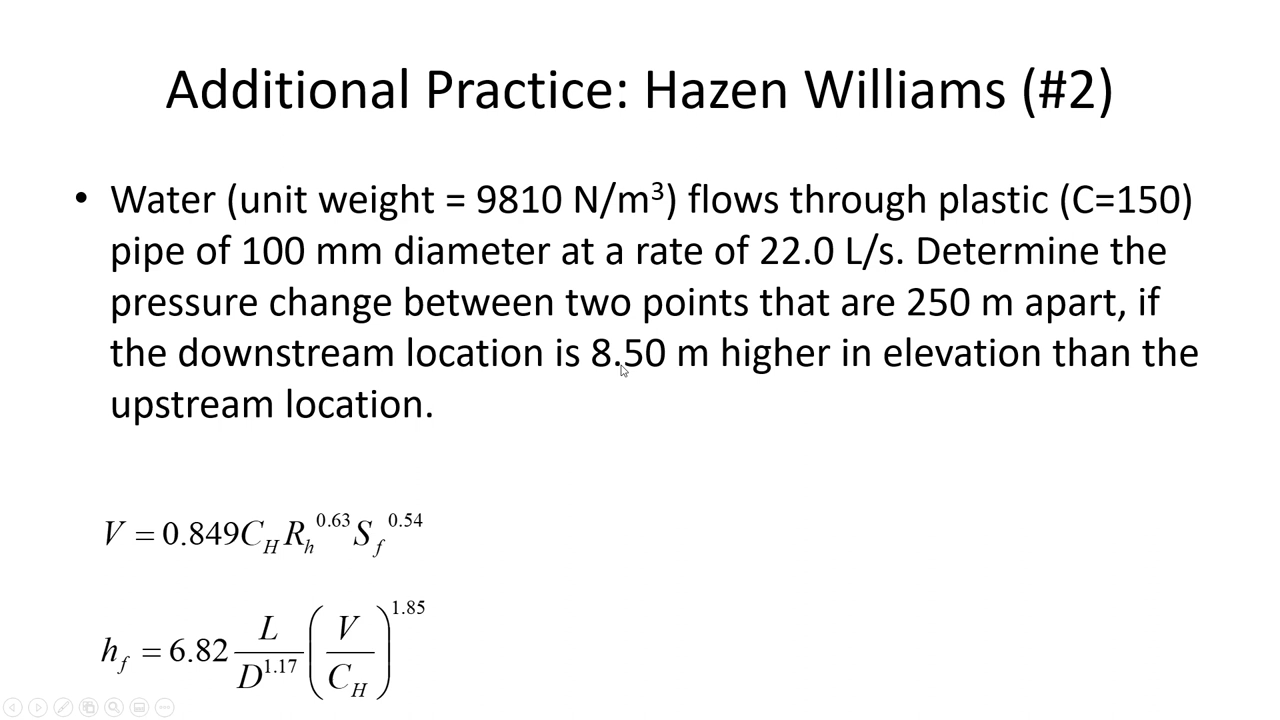 Additional Practice: Hazen Williams (#2)
• Water (unit weight = 9810 N/m³) flows through plastic (C=150)
pipe of 100 mm diameter at a rate of 22.0 L/s. Determine the
pressure change between two points that are 250 m apart, if
the downstream location is 8.50 m higher in elevation than the
upstream location.
V = 0.849C_H R_h^0.63 S_f^0.54
h_f = 6.82 L/D^1.17 (V/C_H)^1.85